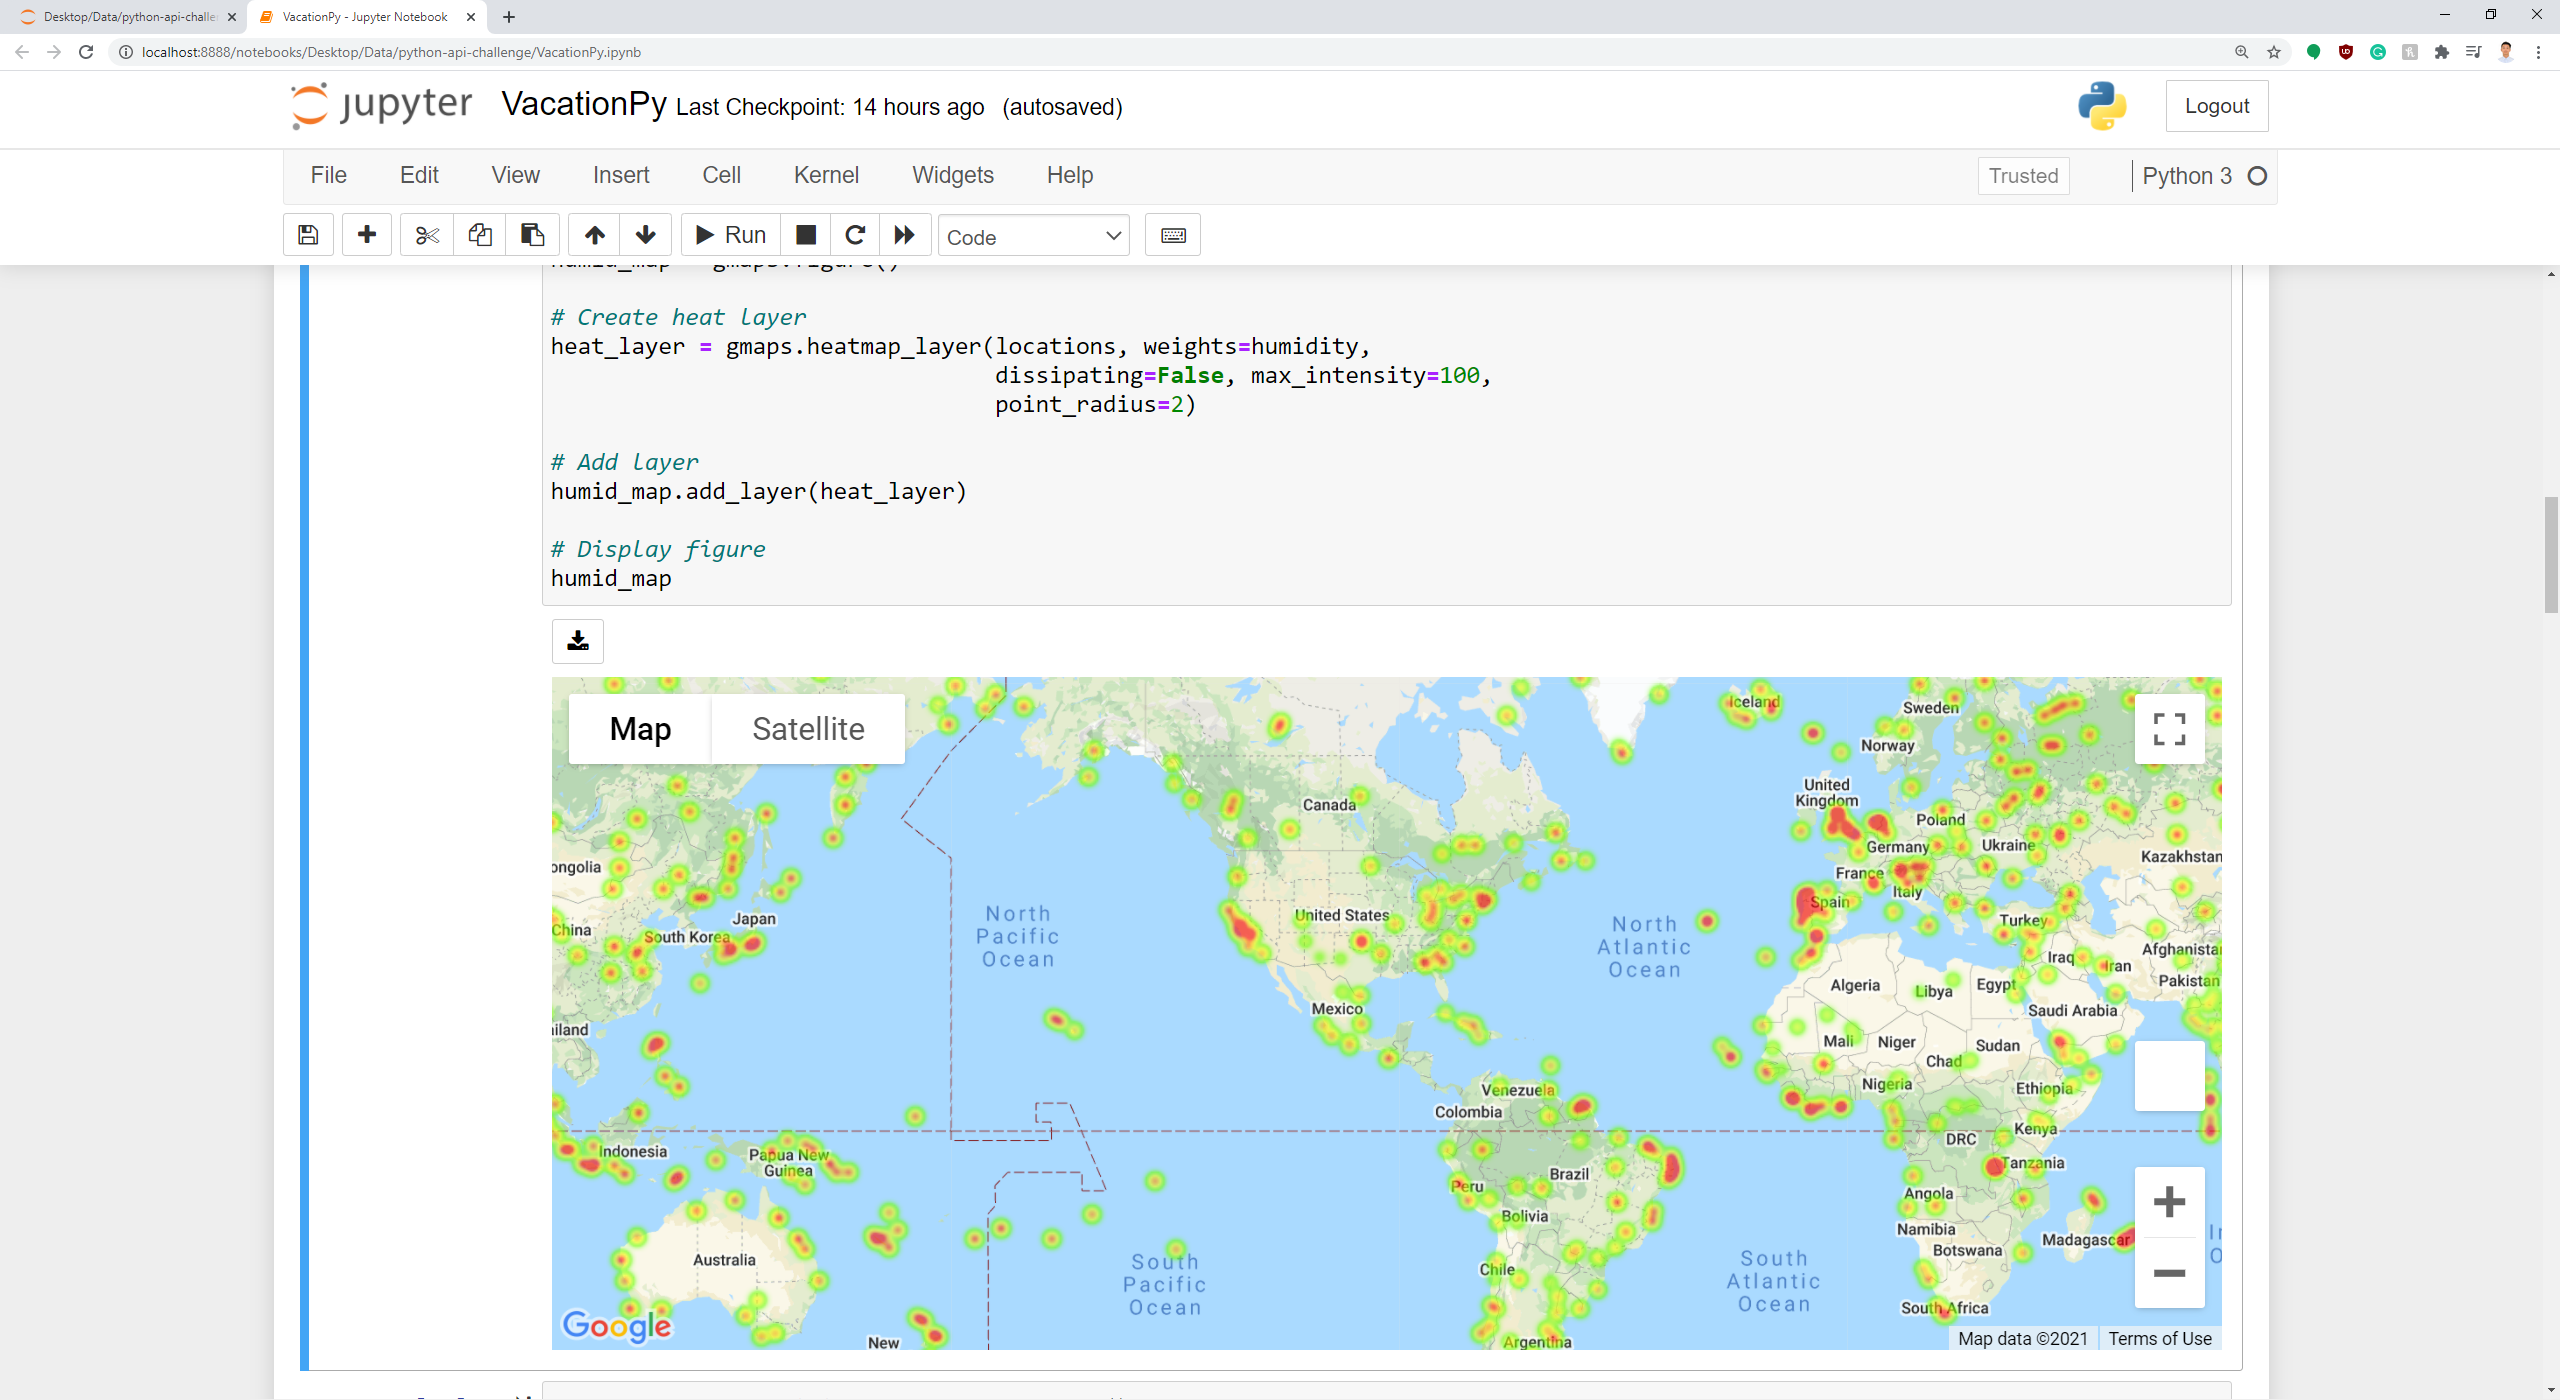 Desktop/Data/python-api-challe
VacationPy - Jupyter Notebook
localhost:8888/notebooks/Desktop/Data/python-api-challenge/VacationPy.ipynb
jupyter VacationPy Last Checkpoint: 14 hours ago (autosaved)
Logout
File Edit View Insert Cell Kernel Widgets Help
Trusted
Python 3
Run
Code
humid_map = gmaps.figure()
# Create heat layer
heat_layer = gmaps.heatmap_layer(locations, weights=humidity,
dissipating=False, max_intensity=100,
point_radius=2)
# Add layer
humid_map.add_layer(heat_layer)
# Display figure
humid_map
Map Satellite
Iceland
Sweden
Norway
United
Kingdom
Canada
Poland
Germany
Ukraine
Kazakhstan
ongolia
France
Italy
Spain
United States
Japan
Turkey
China
South Korea
North
Pacific
Ocean
North
Atlantic
Ocean
Afghanista
Iraq
Iran
Pakistan
Algeria
Libya
Egypt
Saudi Arabia
Mexico
ailand
Mali
Niger
Sudan
Chad
Nigeria
Ethiopia
Venezuela
Colombia
Kenya
DRC
Indonesia
Papua New
Guinea
Tanzania
Brazil
Peru
Angola
Bolivia
Namibia
Botswana
Madagascar
Australia
Chile
South
Pacific
Ocean
South
Atlantic
Ocean
South Africa
Google
New
Argentina
Map data ©2021
Terms of Use